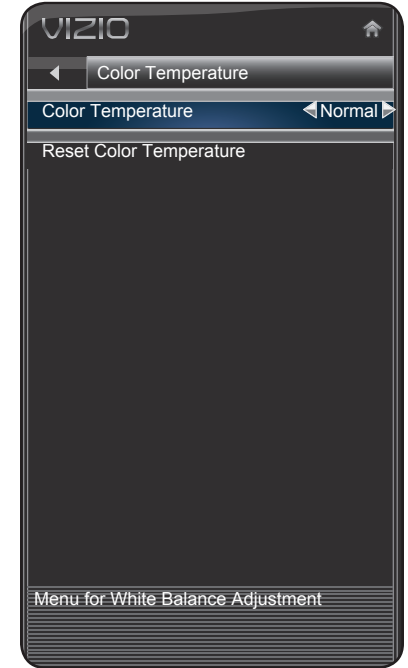 VIZIO
Color Temperature
Color Temperature Normal
Reset Color Temperature
Menu for White Balance Adjustment